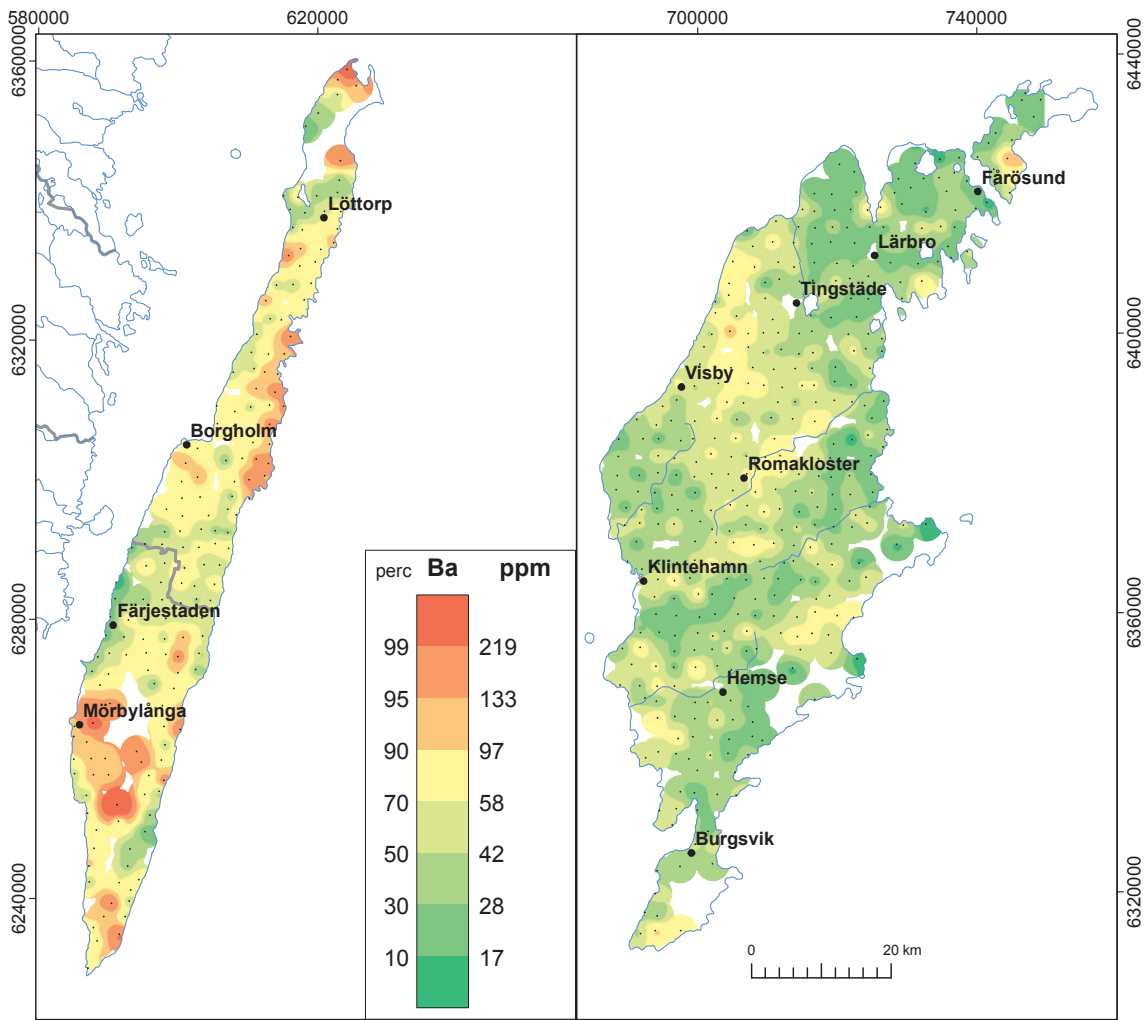 580000 620000 700000 740000
6360000
6320000
6280000
6240000
Löttorp
Borgholm
Färjestaden
Mörbylånga
perc Ba ppm
99 219
95 133
90 97
70 58
50 42
30 28
10 17
Fårösund
Lärbro
Tingstäde
Visby
Romakloster
Klintehamn
Hemse
Burgsvik
0 20 km
6440000
6400000
6360000
6320000